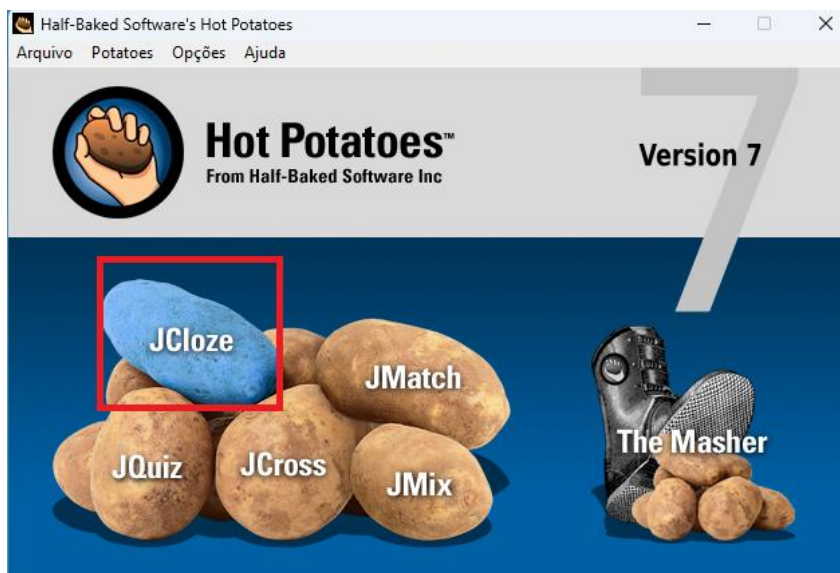 Half-Baked Software's Hot Potatoes
Arquivo Potatoes Opções Ajuda
Hot Potatoes™
From Half-Baked Software Inc
Version 7
7
JCloze
JMatch
JQuiz
JCross
JMix
The Masher